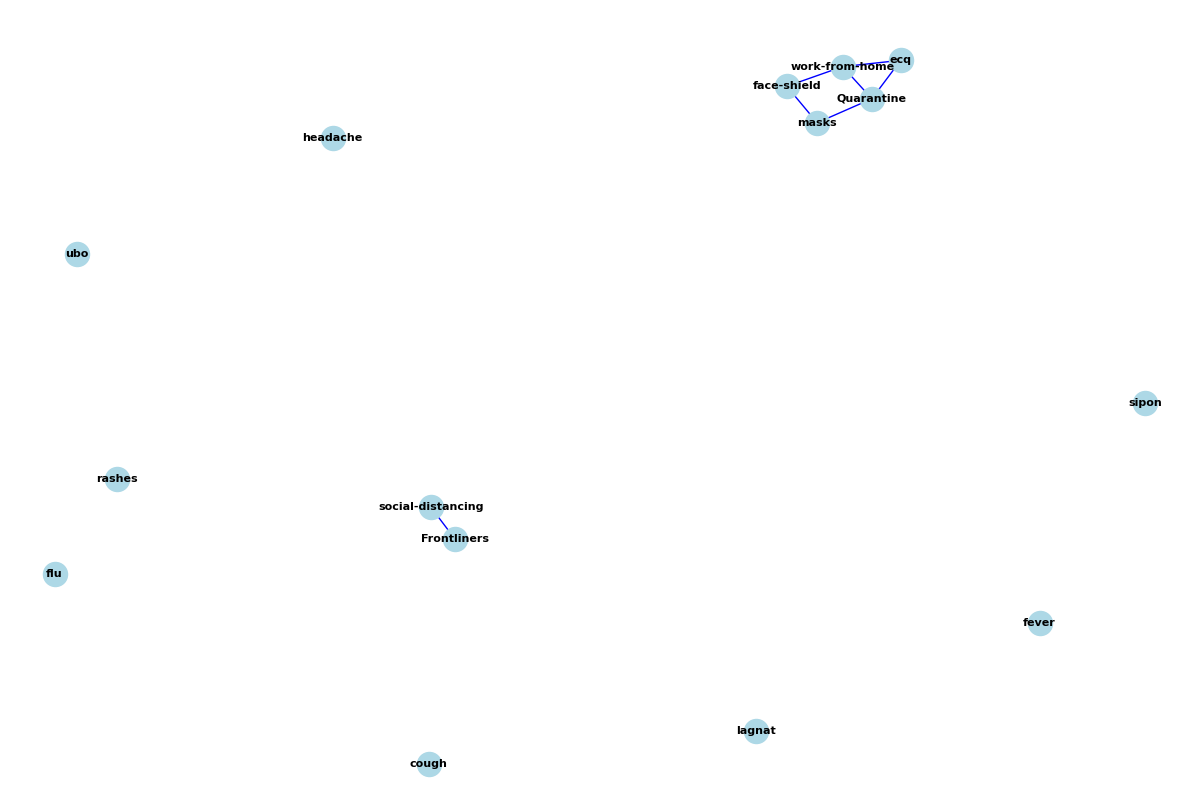 ecq
work-from-home
face-shield
Quarantine
masks
headache
ubo
sipon
rashes
social-distancing
Frontliners
flu
fever
lagnat
cough